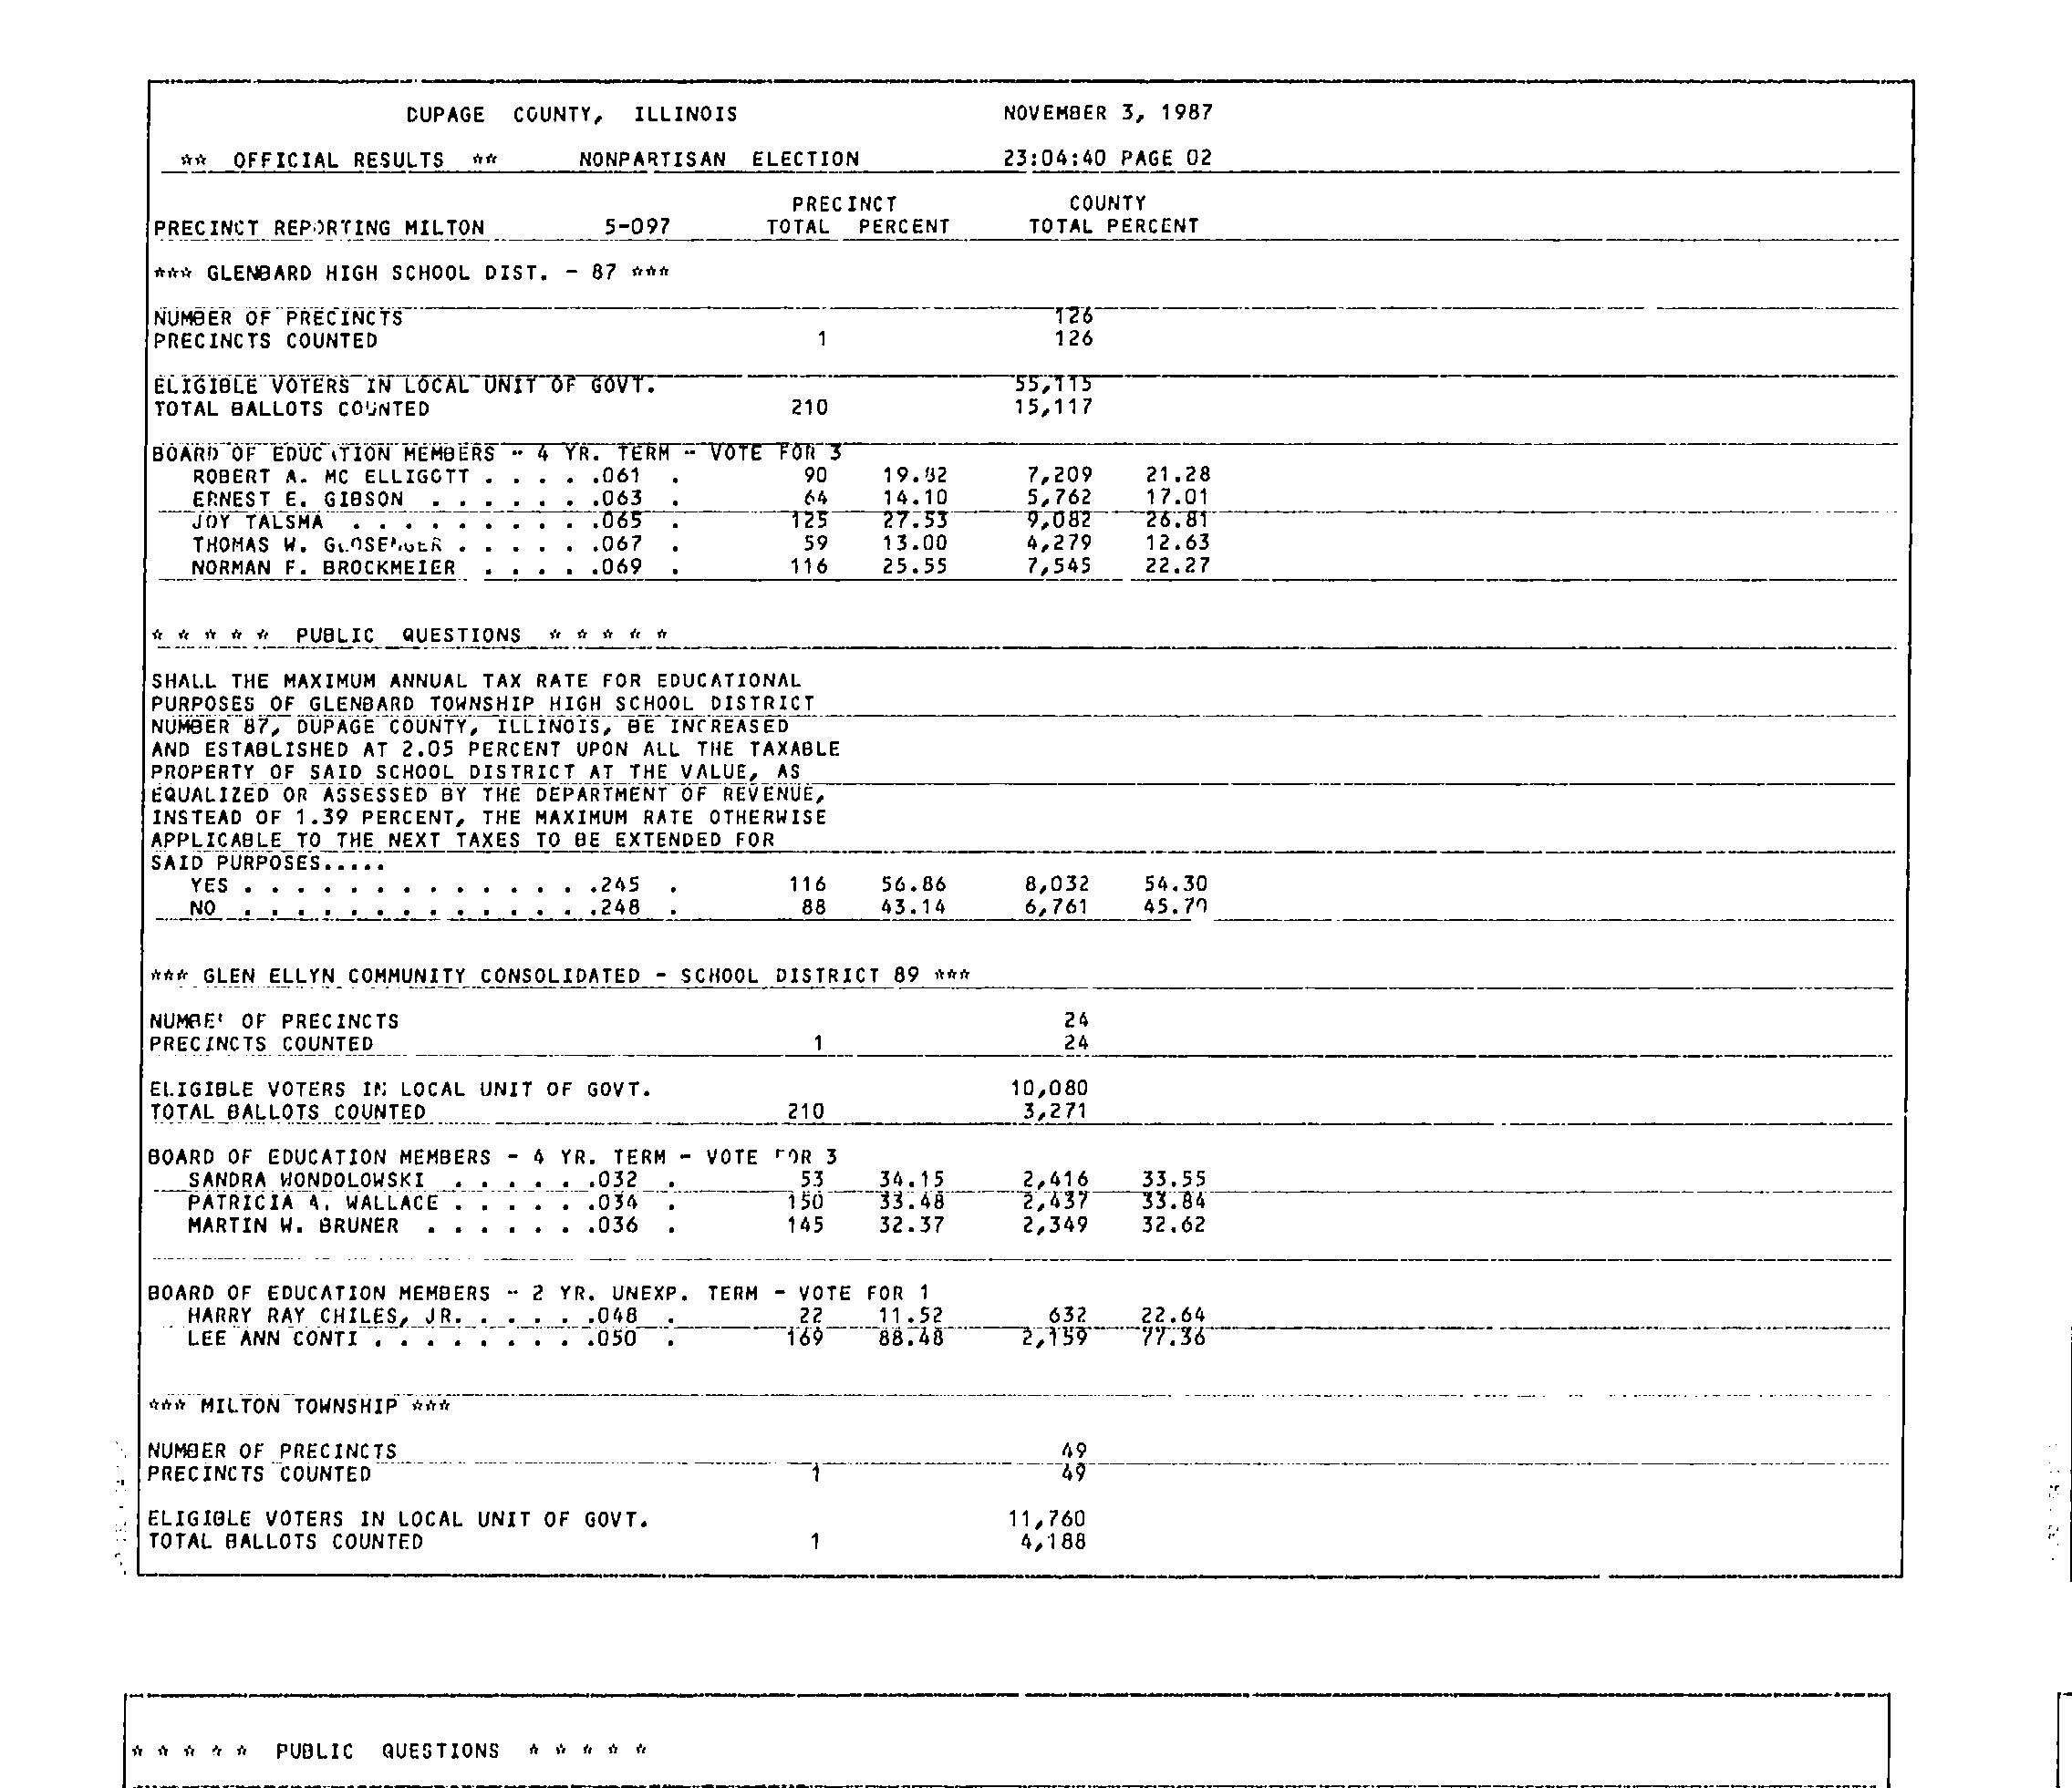 DUPAGE COUNTY, ILLINOIS NOVEMBER 3, 1987
** OFFICIAL RESULTS ** NONPARTISAN ELECTION 23:04:40 PAGE 02
PRECINCT COUNTY
PRECINCT REPORTING MILTON 5-097 TOTAL PERCENT TOTAL PERCENT
*** GLENBARD HIGH SCHOOL DIST. - 87 ***
NUMBER OF PRECINCTS 126
PRECINCTS COUNTED 1 126
ELIGIBLE VOTERS IN LOCAL UNIT OF GOVT. 55,115
TOTAL BALLOTS COUNTED 210 15,117
BOARD OF EDUCATION MEMBERS - 4 YR. TERM - VOTE FOR 3
ROBERT A. MC ELLIGOTT . . . . .061 . 90 19.82 7,209 21.28
ERNEST E. GIBSON . . . . . . .063 . 64 14.10 5,762 17.01
JOY TALSMA . . . . . . . . . .065 . 125 27.53 9,082 26.81
THOMAS W. . . . . . .067 . 59 13.00 4,279 12.63
NORMAN F. BROCKMEIER . . . . .069 . 116 25.55 7,545 22.27
* * * * * PUBLIC QUESTIONS * * * * *
SHALL THE MAXIMUM ANNUAL TAX RATE FOR EDUCATIONAL
PURPOSES OF GLENBARD TOWNSHIP HIGH SCHOOL DISTRICT
NUMBER 87, DUPAGE COUNTY, ILLINOIS, BE INCREASED
AND ESTABLISHED AT 2.05 PERCENT UPON ALL THE TAXABLE
PROPERTY OF SAID SCHOOL DISTRICT AT THE VALUE, AS
EQUALIZED OR ASSESSED BY THE DEPARTMENT OF REVENUE,
INSTEAD OF 1.39 PERCENT, THE MAXIMUM RATE OTHERWISE
APPLICABLE TO THE NEXT TAXES TO BE EXTENDED FOR
SAID PURPOSES.....
YES . . . . . . . . . . . . . .245 . 116 56.86 8,032 54.30
NO . . . . . . . . . . . . . .248 . 88 43.14 6,761 45.70
*** GLEN ELLYN COMMUNITY CONSOLIDATED - SCHOOL DISTRICT 89 ***
NUMBER OF PRECINCTS 24
PRECINCTS COUNTED 1 24
ELIGIBLE VOTERS IN LOCAL UNIT OF GOVT. 10,080
TOTAL BALLOTS COUNTED 210 3,271
BOARD OF EDUCATION MEMBERS - 4 YR. TERM - VOTE FOR 3
SANDRA WONDOLOWSKI . . . . . .032 . 53 34.15 2,416 33.55
PATRICIA A. WALLACE . . . . . .034 . 150 33.48 2,437 33.84
MARTIN W. BRUNER . . . . . . .036 . 145 32.37 2,349 32.62
BOARD OF EDUCATION MEMBERS - 2 YR. UNEXP. TERM - VOTE FOR 1
HARRY RAY CHILES, JR. . . . . .048 . 22 11.52 632 22.64
LEE ANN CONTI . . . . . . . . .050 . 169 88.48 2,159 77.36
*** MILTON TOWNSHIP ***
NUMBER OF PRECINCTS 49
PRECINCTS COUNTED 1 49
ELIGIBLE VOTERS IN LOCAL UNIT OF GOVT. 11,760
TOTAL BALLOTS COUNTED 1 4,188
* * * * * PUBLIC QUESTIONS * * * * *